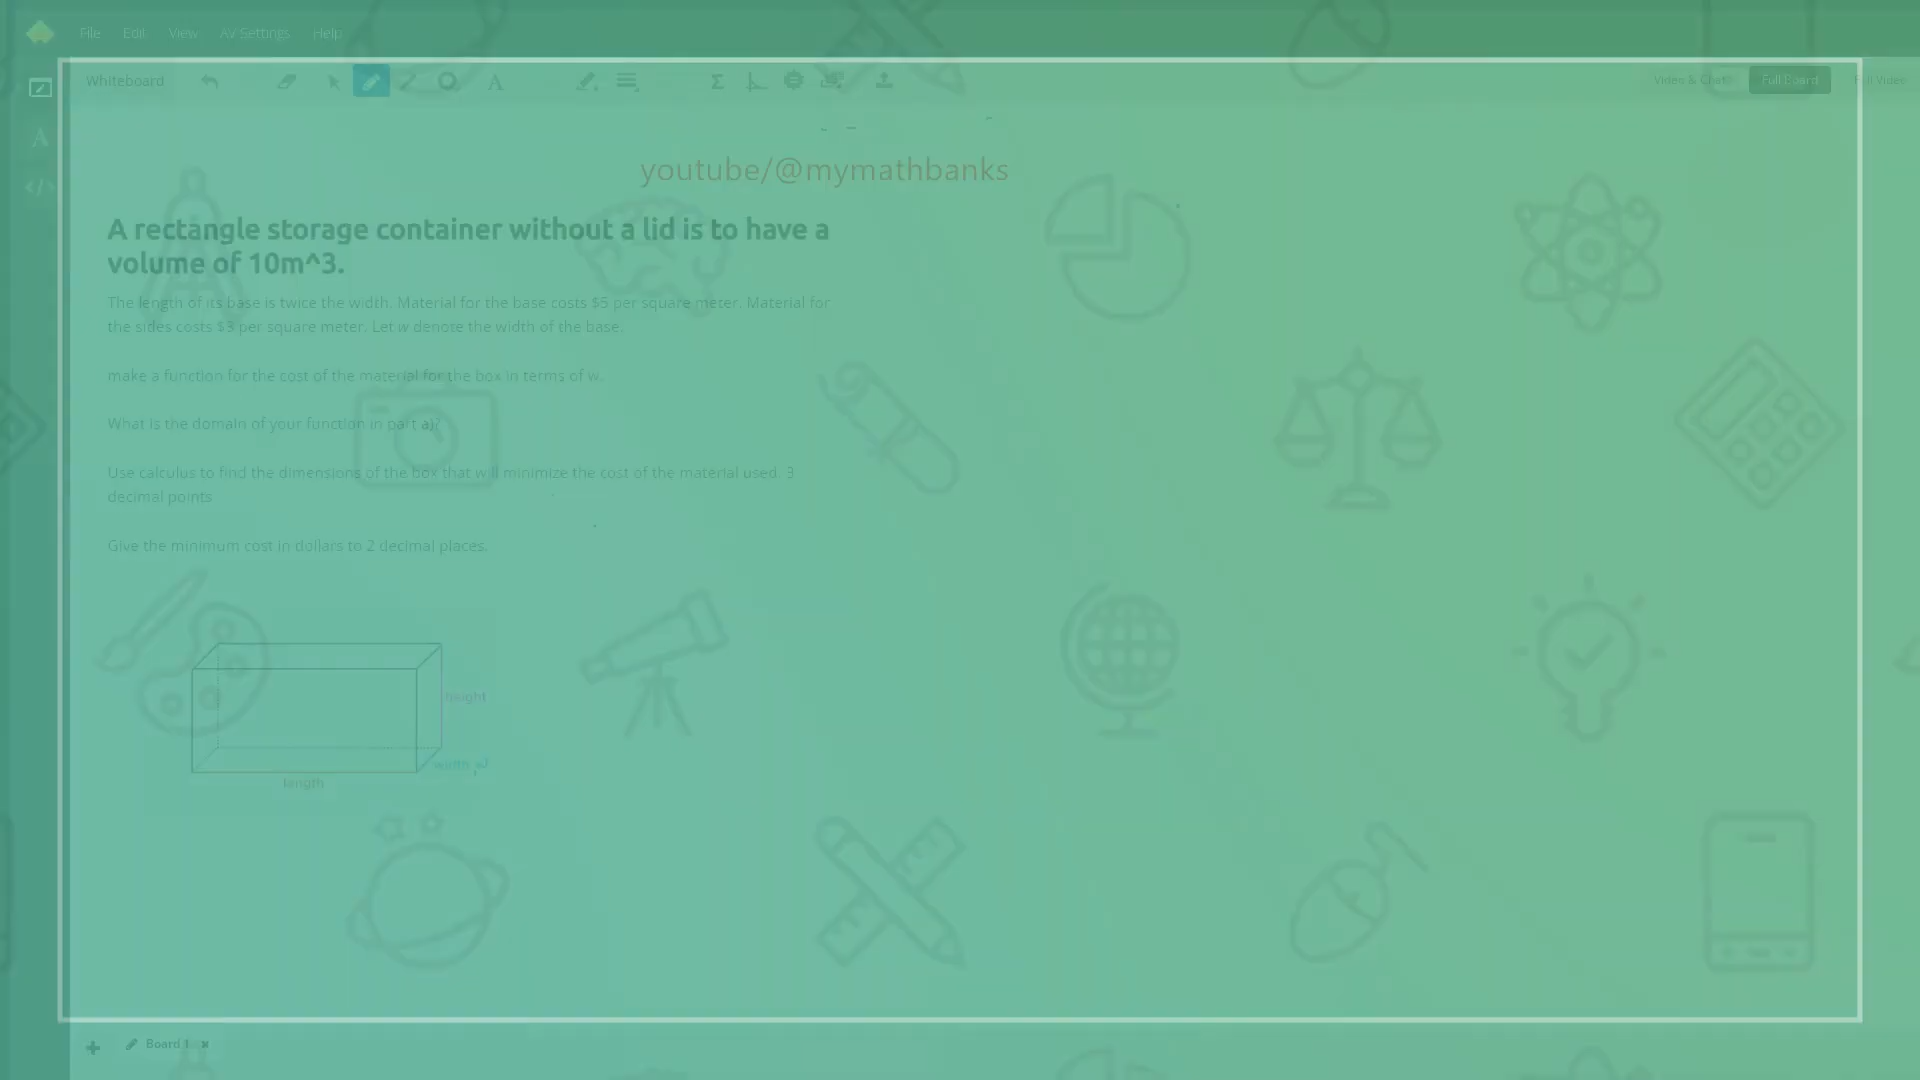 File Edit View AV Settings Help
Whiteboard
Video & Chat Full Board Full Video
youtube/@mymathbanks
A rectangle storage container without a lid is to have a
volume of 10m^3.
The length of its base is twice the width. Material for the base costs $5 per square meter. Material for
the sides costs $3 per square meter. Let w denote the width of the base.
make a function for the cost of the material for the box in terms of w.
What is the domain of your function in part a)?
Use calculus to find the dimensions of the box that will minimize the cost of the material used. 3
decimal points
Give the minimum cost in dollars to 2 decimal places.
height
width
length
Board 1